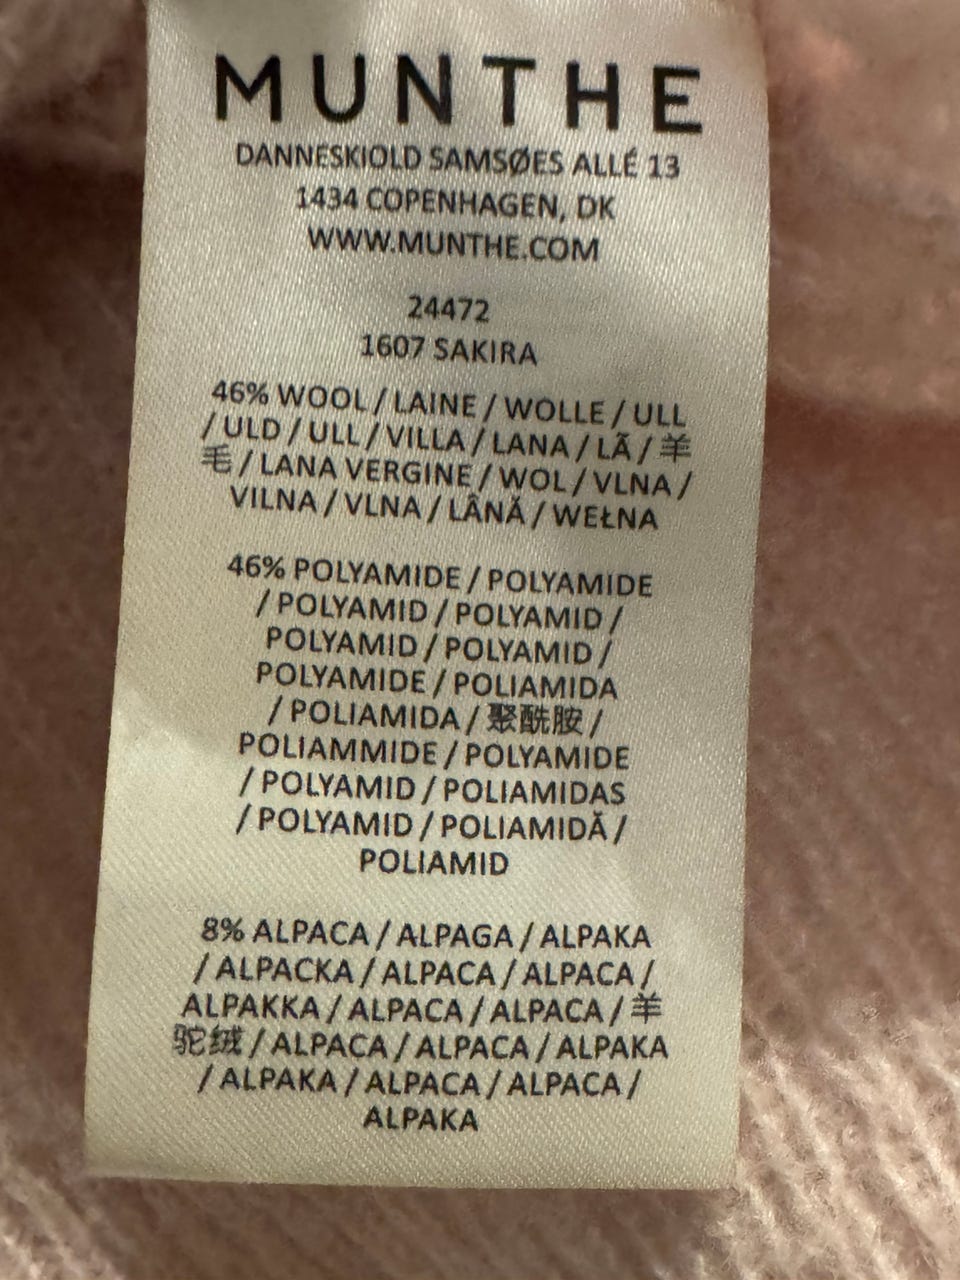 MUNTHE
DANNESKIOLD SAMSØES ALLÉ 13
1434 COPENHAGEN, DK
WWW.MUNTHE.COM
24472
1607 SAKIRA
46% WOOL / LAINE / WOLLE / ULL
/ ULD / ULL / VILLA / LANA / LÃ / 羊
毛 / LANA VERGINE / WOL / VLNA /
VILNA / VLNA / LÂNĂ / WEŁNA
46% POLYAMIDE / POLYAMIDE
/ POLYAMID / POLYAMID /
POLYAMID / POLYAMID /
POLYAMIDE / POLIAMIDA
/ POLIAMIDA / 聚酰胺 /
POLIAMMIDE / POLYAMIDE
/ POLYAMID / POLIAMIDAS
/ POLYAMID / POLIAMIDĂ /
POLIAMID
8% ALPACA / ALPAGA / ALPAKA
/ ALPACKA / ALPACA / ALPACA /
ALPAKKA / ALPACA / ALPACA / 羊
驼绒 / ALPACA / ALPACA / ALPAKA
/ ALPAKA / ALPACA / ALPACA /
ALPAKA